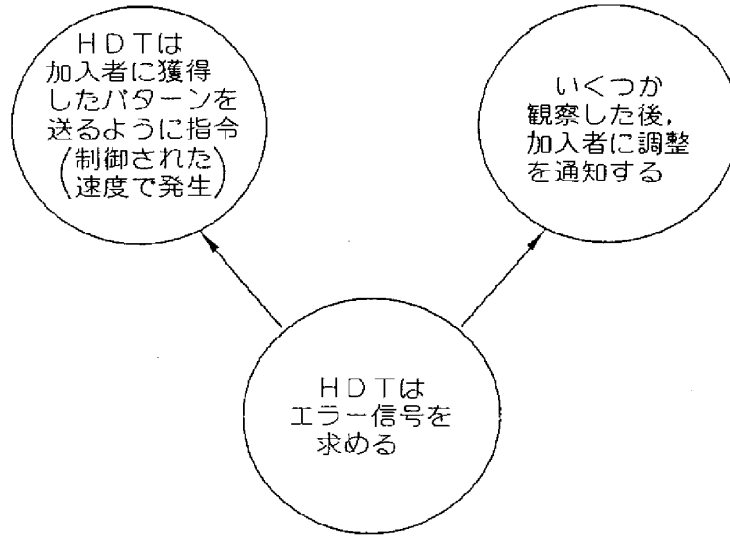 HDTは
加入者に獲得
したパターンを
送るように指令
(制御された
速度で発生)
いくつか
観察した後,
加入者に調整
を通知する
HDTは
エラー信号を
求める